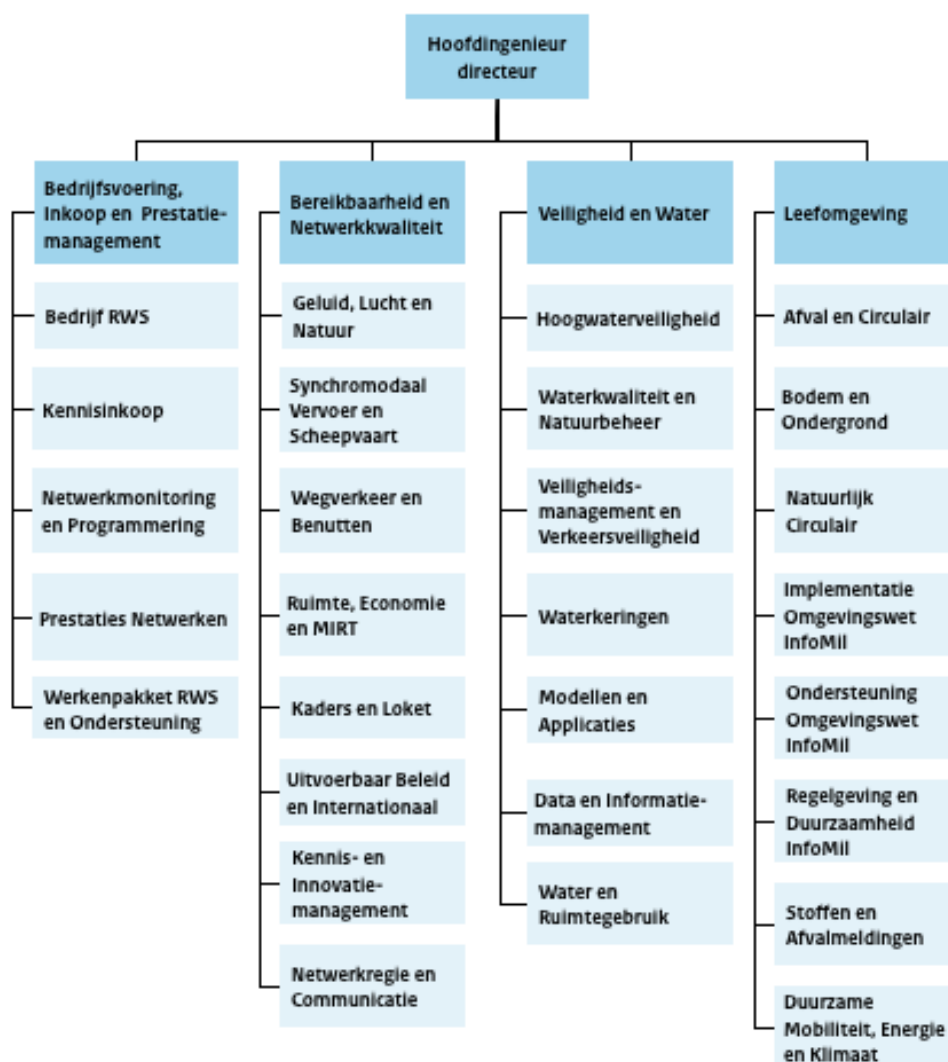 Hoofdingenieur
directeur
Bedrijfsvoering,
Inkoop en Prestatie-
management
Bedrijf RWS
Kennisinkoop
Netwerkmonitoring
en Programmering
Prestaties Netwerken
Werkenpakket RWS
en Ondersteuning
Bereikbaarheid en
Netwerkkwaliteit
Geluid, Lucht en
Natuur
Synchromodaal
Vervoer en
Scheepvaart
Wegverkeer en
Benutten
Ruimte, Economie
en MIRT
Kaders en Loket
Uitvoerbaar Beleid
en Internationaal
Kennis- en
Innovatie-
management
Netwerkregie en
Communicatie
Veiligheid en Water
Hoogwaterveiligheid
Waterkwaliteit en
Natuurbeheer
Veiligheids-
management en
Verkeersveiligheid
Waterkeringen
Modellen en
Applicaties
Data en Informatie-
management
Water en
Ruimtegebruik
Leefomgeving
Afval en Circulair
Bodem en
Ondergrond
Natuurlijk
Circulair
Implementatie
Omgevingswet
InfoMil
Ondersteuning
Omgevingswet
InfoMil
Regelgeving en
Duurzaamheid
InfoMil
Stoffen en
Afvalmeldingen
Duurzame
Mobiliteit, Energie
en Klimaat